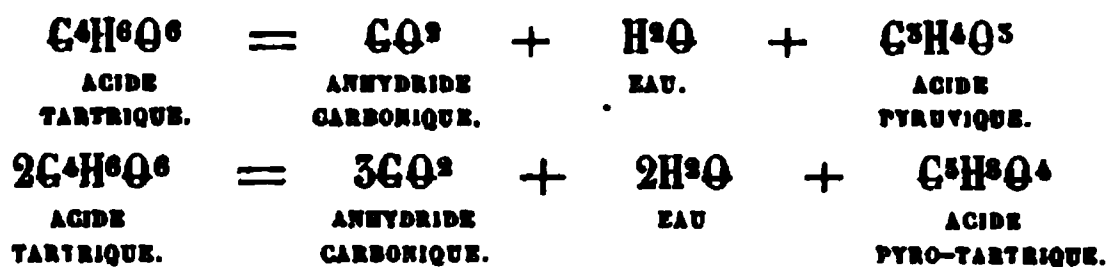 C⁴H⁶O⁶ = CO² + H²O + C³H⁴O³
ACIDE ANHYDRIDE EAU. ACIDE
TARTRIQUE. CARBONIQUE. PYRUVIQUE.
2C⁴H⁶O⁶ = 3CO² + 2H²O + C⁵H⁸O⁴
ACIDE ANHYDRIDE EAU ACIDE
TARTRIQUE. CARBONIQUE. PYRO-TARTRIQUE.